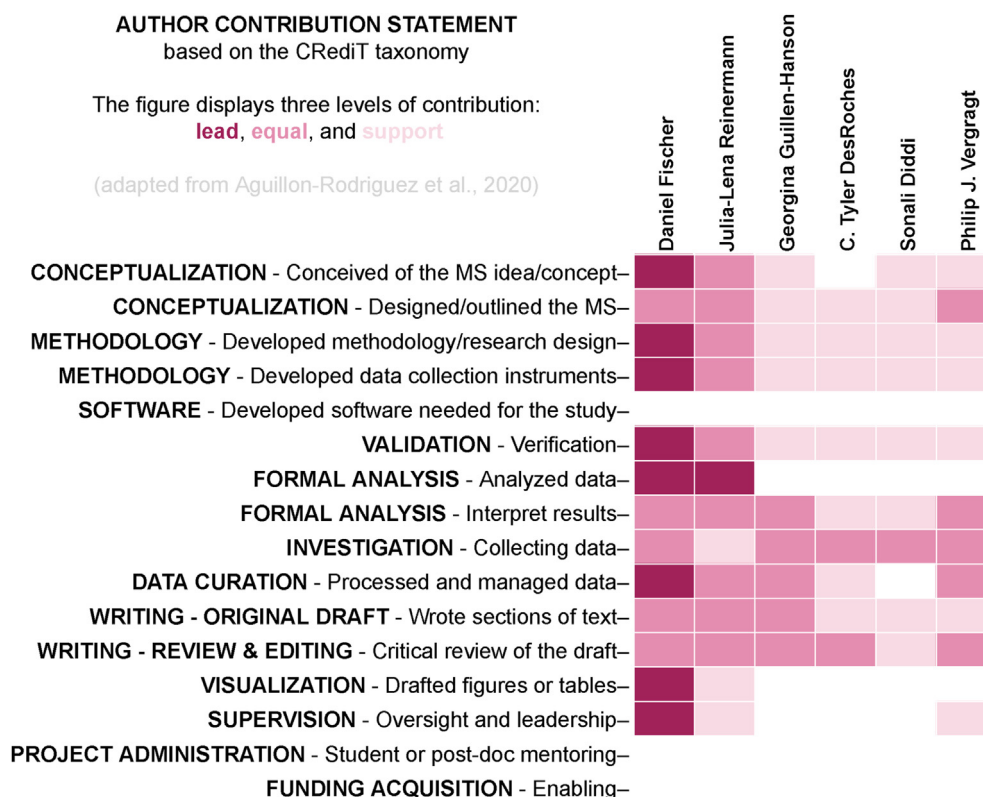 AUTHOR CONTRIBUTION STATEMENT
based on the CRediT taxonomy
The figure displays three levels of contribution:
lead, equal, and support
(adapted from Aguillon-Rodriguez et al., 2020)
Daniel Fischer
Julia-Lena Reinermann
Georgina Guillen-Hanson
C. Tyler DesRoches
Sonali Diddi
Philip J. Vergragt
CONCEPTUALIZATION - Conceived of the MS idea/concept
CONCEPTUALIZATION - Designed/outlined the MS
METHODOLOGY - Developed methodology/research design
METHODOLOGY - Developed data collection instruments
SOFTWARE - Developed software needed for the study
VALIDATION - Verification
FORMAL ANALYSIS - Analyzed data
FORMAL ANALYSIS - Interpret results
INVESTIGATION - Collecting data
DATA CURATION - Processed and managed data
WRITING - ORIGINAL DRAFT - Wrote sections of text
WRITING - REVIEW & EDITING - Critical review of the draft
VISUALIZATION - Drafted figures or tables
SUPERVISION - Oversight and leadership
PROJECT ADMINISTRATION - Student or post-doc mentoring
FUNDING ACQUISITION - Enabling